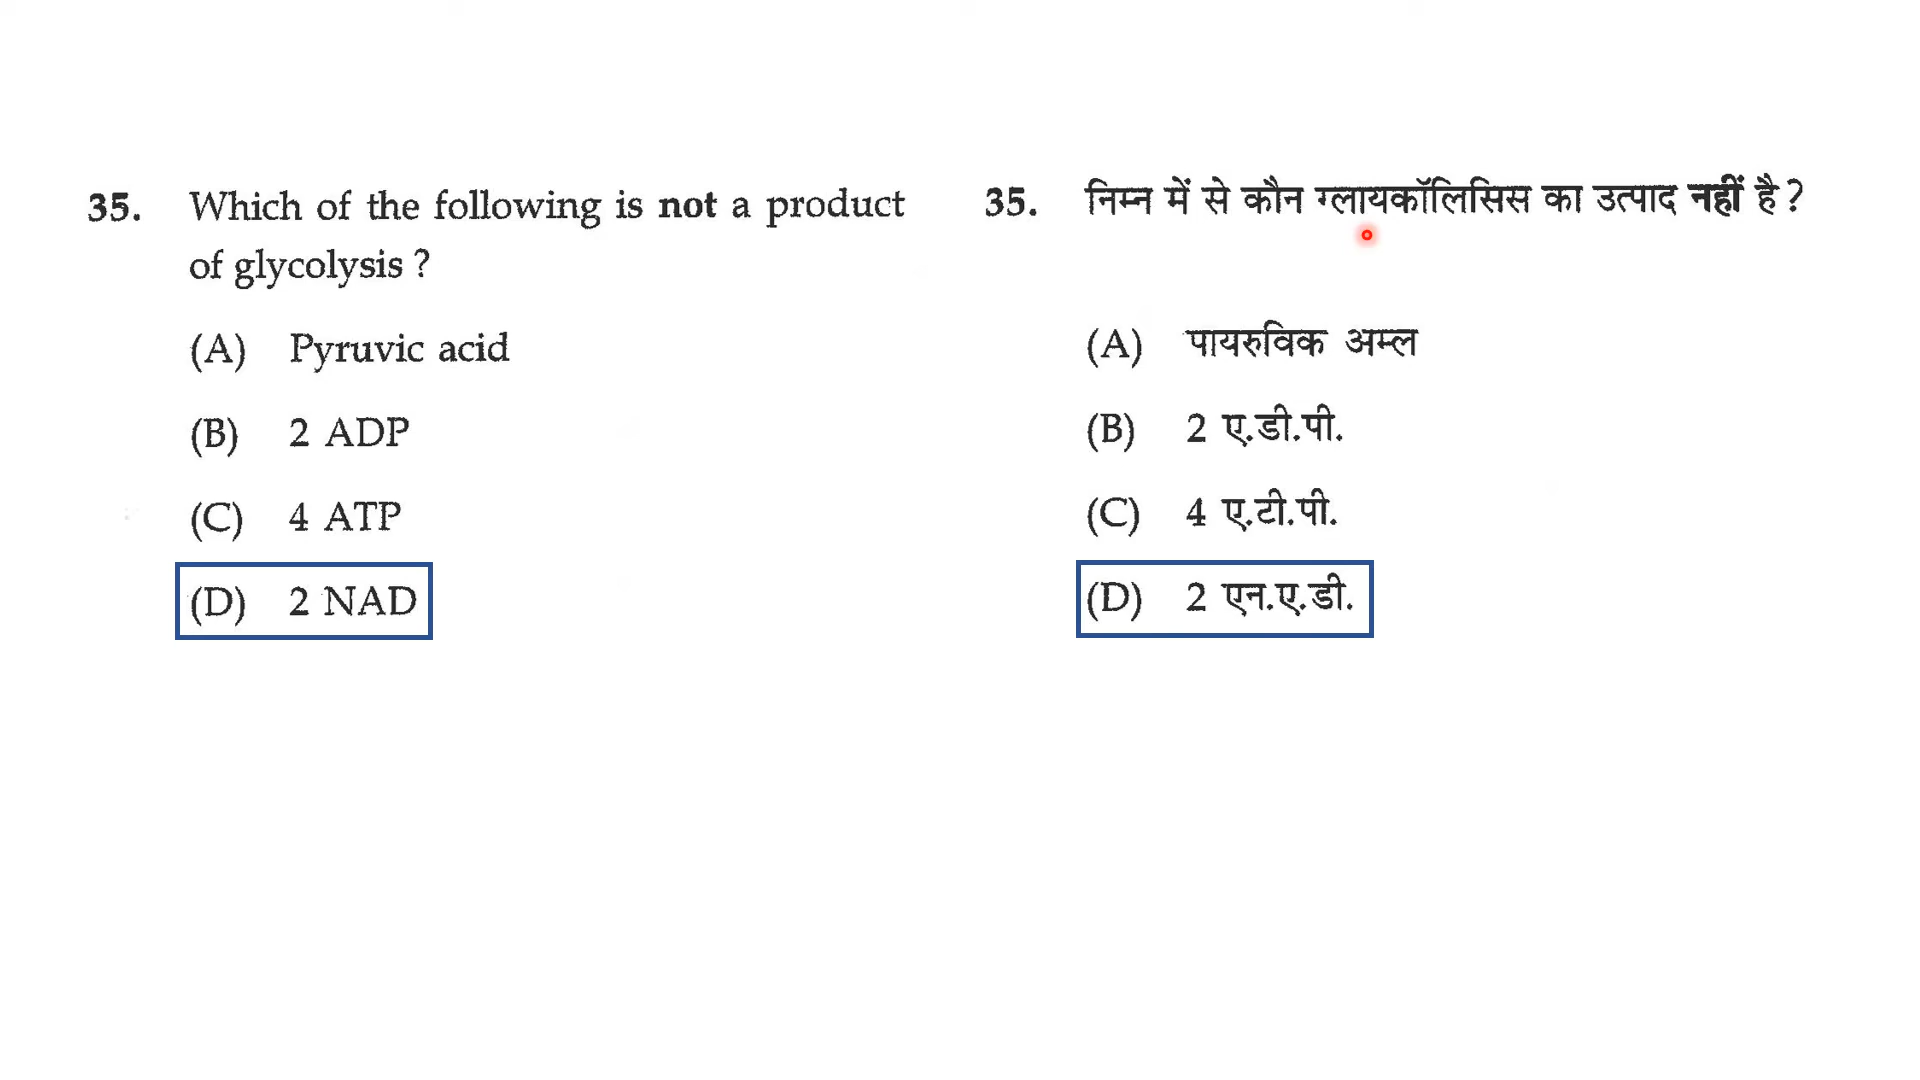 35. Which of the following is not a product
of glycolysis ?
(A) Pyruvic acid
(B) 2 ADP
(C) 4 ATP
(D) 2 NAD
35. निम्न में से कौन ग्लायकॉलिसिस का उत्पाद नहीं है ?
(A) पायरुविक अम्ल
(B) 2 ए.डी.पी.
(C) 4 ए.टी.पी.
(D) 2 एन.ए.डी.